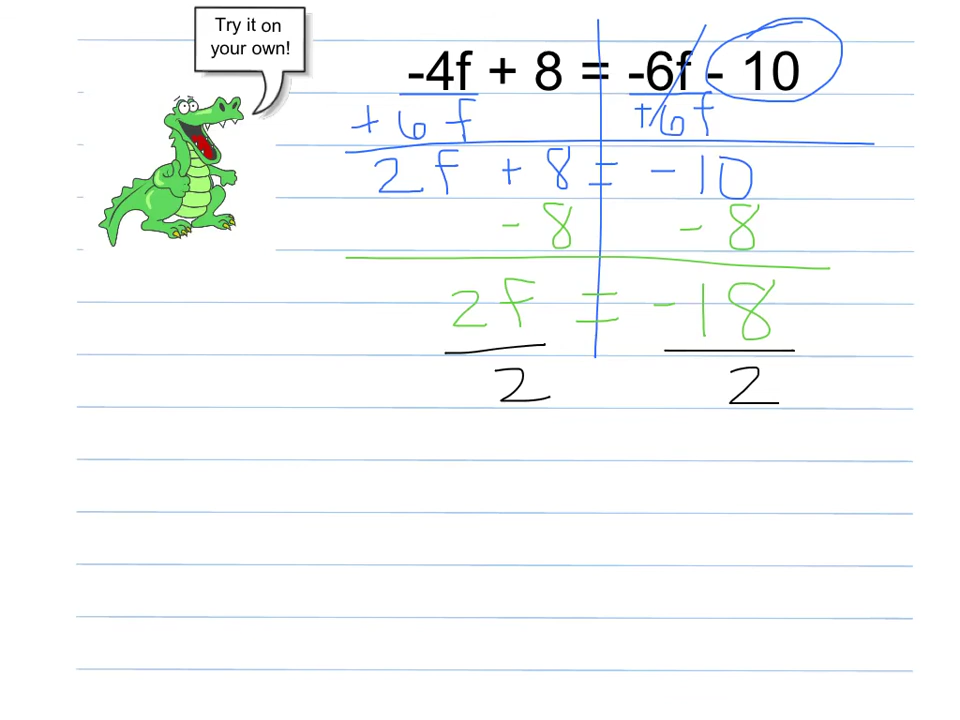 Try it on
your own!
-4f + 8 = -6f - 10
+6f +6f
2f + 8 = -10
-8 -8
2f = -18
2 2